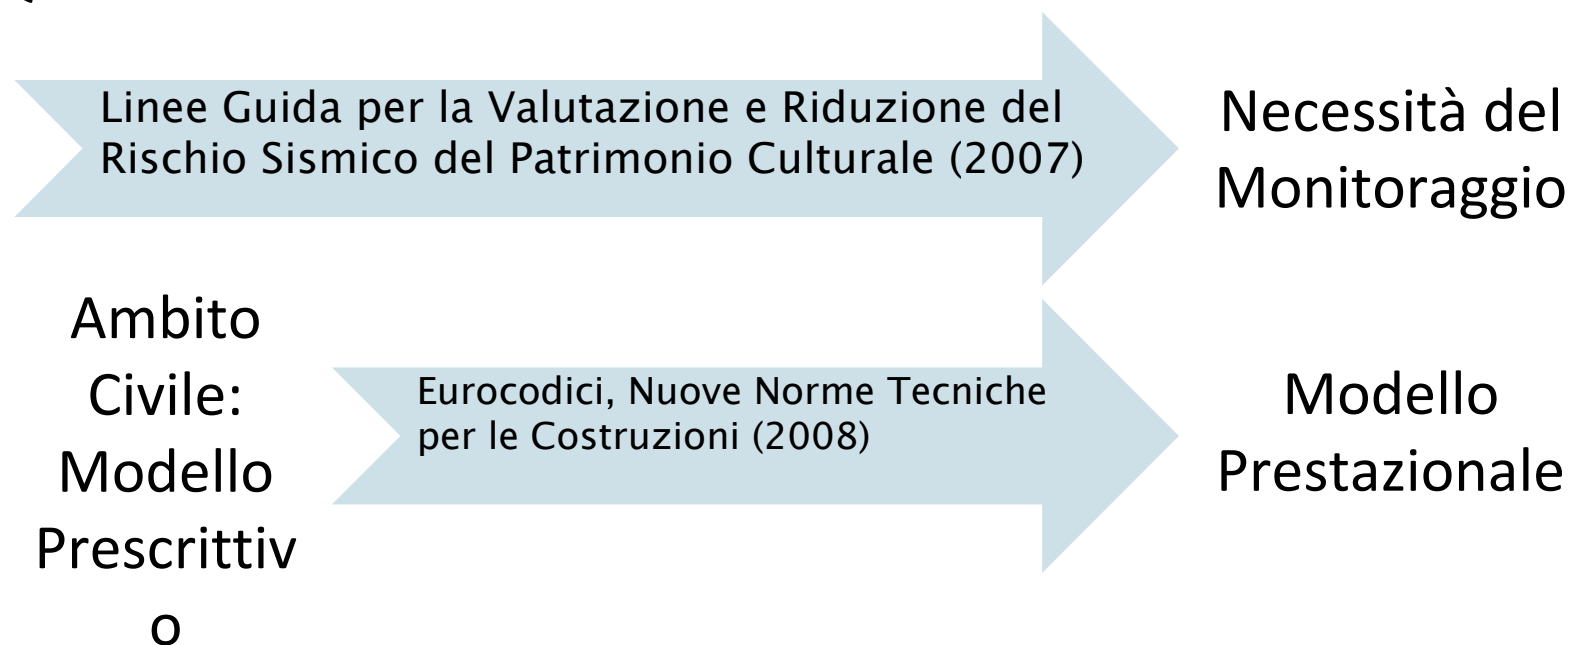 Linee Guida per la Valutazione e Riduzione del
Rischio Sismico del Patrimonio Culturale (2007)
Necessità del
Monitoraggio
Ambito
Civile:
Modello
Prescrittiv
o
Eurocodici, Nuove Norme Tecniche
per le Costruzioni (2008)
Modello
Prestazionale